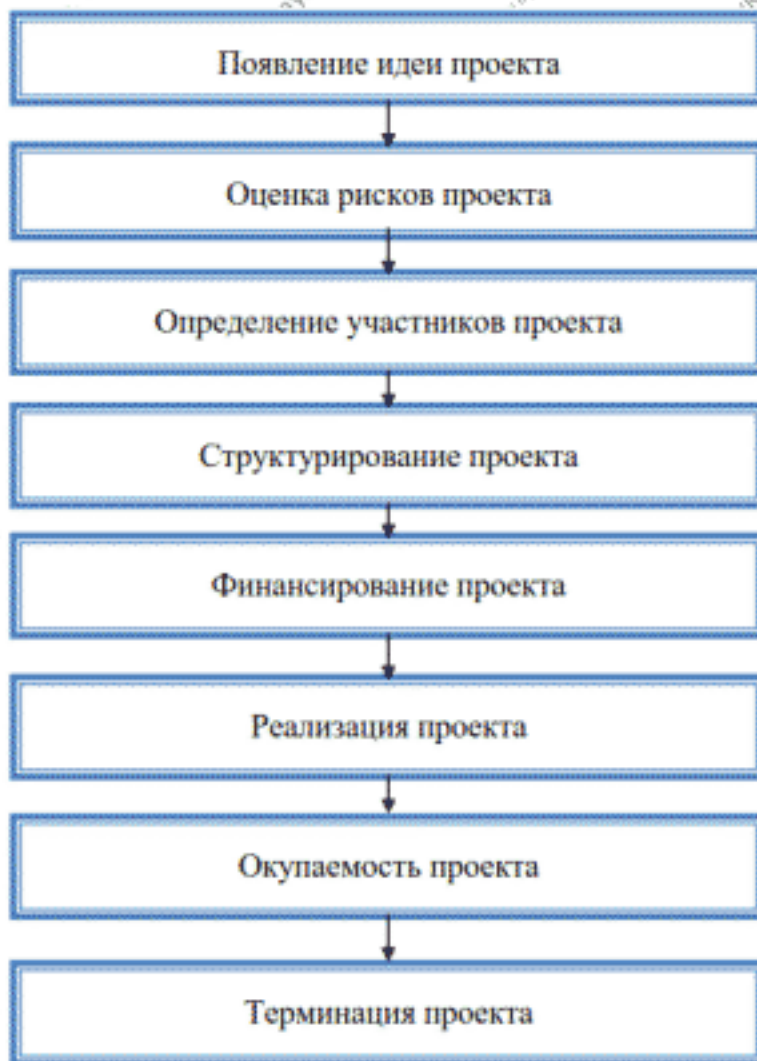 Появление идеи проекта
Оценка рисков проекта
Определение участников проекта
Структурирование проекта
Финансирование проекта
Реализация проекта
Окупаемость проекта
Терминация проекта